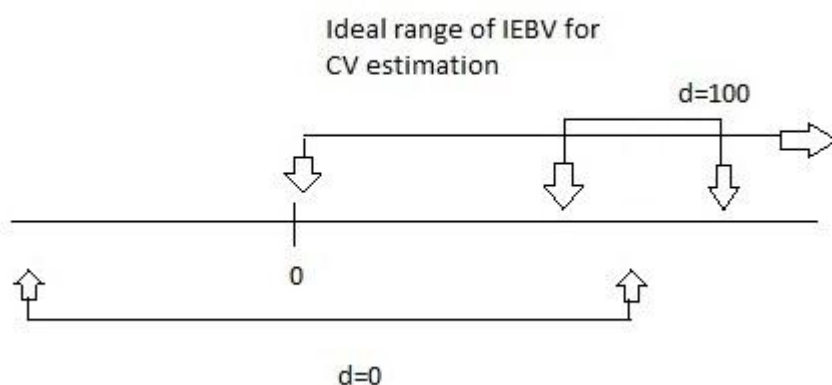 Ideal range of IEBV for
CV estimation
d=100
0
d=0